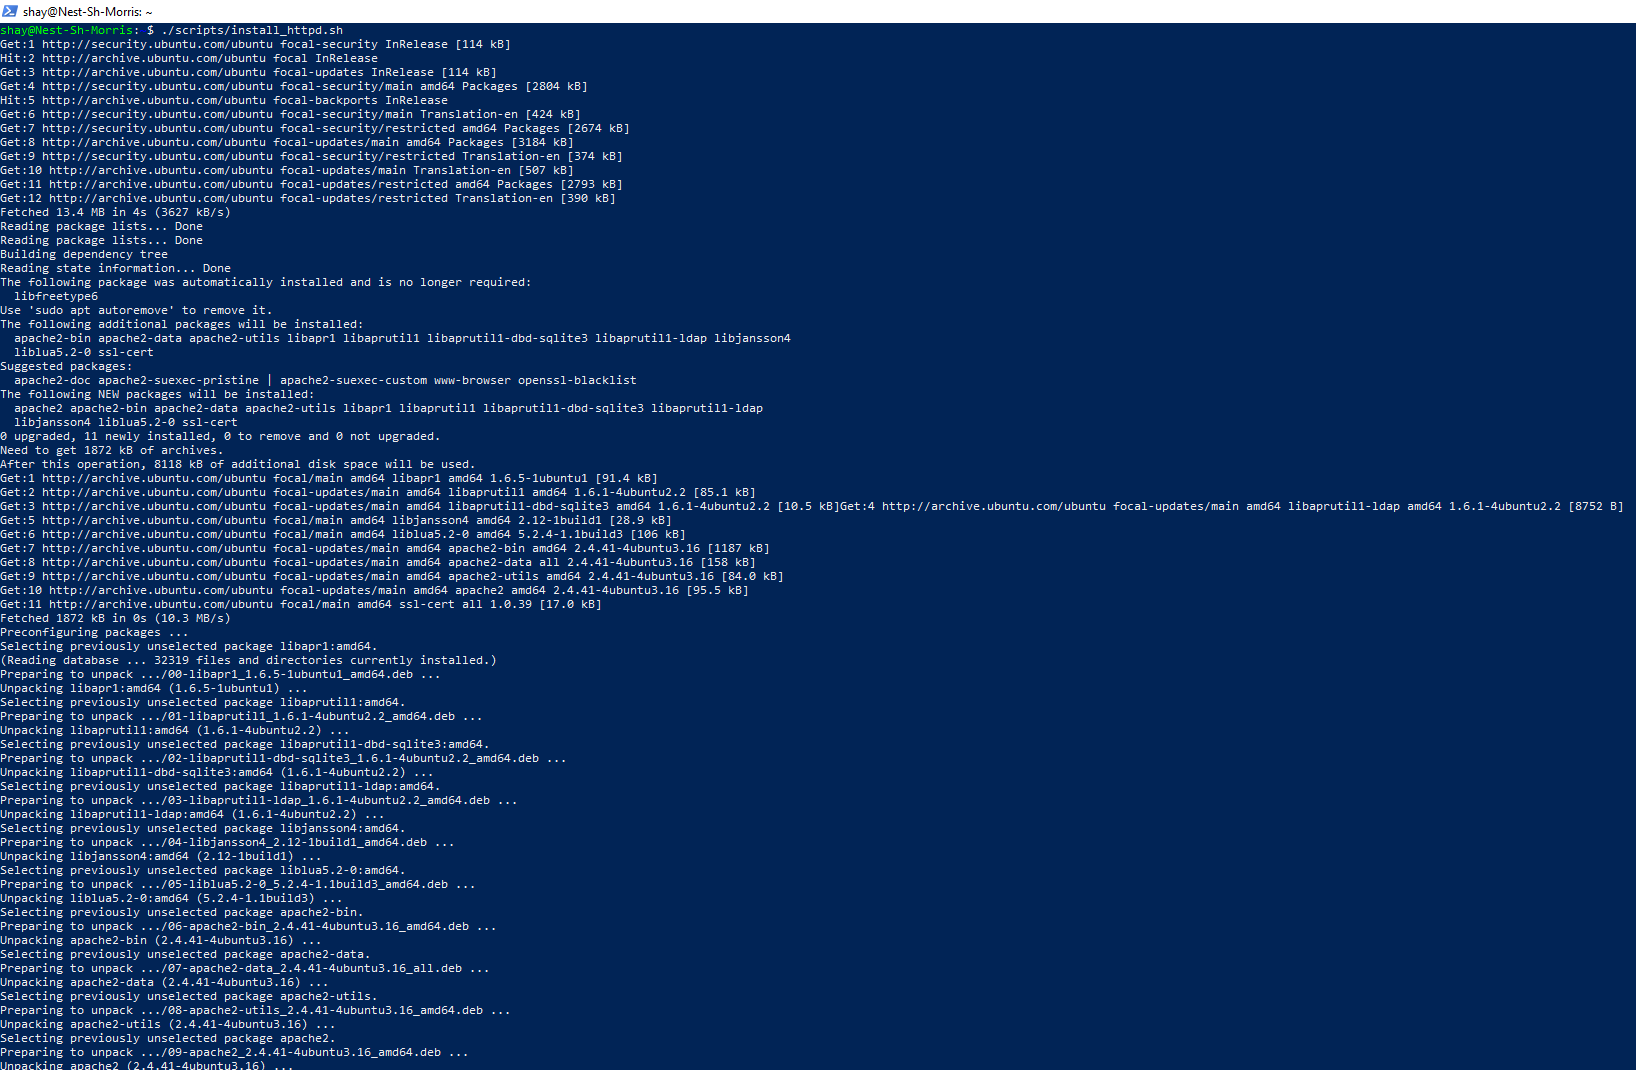 shay@Nest-Sh-Morris: ~
shay@Nest-Sh-Morris: $ ./scripts/install_httpd.sh
Get:1 http://security.ubuntu.com/ubuntu focal-security InRelease [114 kB]
Hit:2 http://archive.ubuntu.com/ubuntu focal InRelease
Get:3 http://archive.ubuntu.com/ubuntu focal-updates InRelease [114 kB]
Get:4 http://security.ubuntu.com/ubuntu focal-security/main amd64 Packages [2804 kB]
Hit:5 http://archive.ubuntu.com/ubuntu focal-backports InRelease
Get:6 http://security.ubuntu.com/ubuntu focal-security/main Translation-en [424 kB]
Get:7 http://security.ubuntu.com/ubuntu focal-security/restricted amd64 Packages [2674 kB]
Get:8 http://archive.ubuntu.com/ubuntu focal-updates/main amd64 Packages [3184 kB]
Get:9 http://security.ubuntu.com/ubuntu focal-security/restricted Translation-en [374 kB]
Get:10 http://archive.ubuntu.com/ubuntu focal-updates/main Translation-en [507 kB]
Get:11 http://archive.ubuntu.com/ubuntu focal-updates/restricted amd64 Packages [2793 kB]
Get:12 http://archive.ubuntu.com/ubuntu focal-updates/restricted Translation-en [390 kB]
Fetched 13.4 MB in 4s (3627 kB/s)
Reading package lists... Done
Reading package lists... Done
Building dependency tree
Reading state information... Done
The following package was automatically installed and is no longer required:
  libfreetype6
Use 'sudo apt autoremove' to remove it.
The following additional packages will be installed:
  apache2-bin apache2-data apache2-utils libapr1 libaprutil1 libaprutil1-dbd-sqlite3 libaprutil1-ldap libjansson4
  liblua5.2-0 ssl-cert
Suggested packages:
  apache2-doc apache2-suexec-pristine | apache2-suexec-custom www-browser openssl-blacklist
The following NEW packages will be installed:
  apache2 apache2-bin apache2-data apache2-utils libapr1 libaprutil1 libaprutil1-dbd-sqlite3 libaprutil1-ldap
  libjansson4 liblua5.2-0 ssl-cert
0 upgraded, 11 newly installed, 0 to remove and 0 not upgraded.
Need to get 1872 kB of archives.
After this operation, 8118 kB of additional disk space will be used.
Get:1 http://archive.ubuntu.com/ubuntu focal/main amd64 libapr1 amd64 1.6.5-1ubuntu1 [91.4 kB]
Get:2 http://archive.ubuntu.com/ubuntu focal-updates/main amd64 libaprutil1 amd64 1.6.1-4ubuntu2.2 [85.1 kB]
Get:3 http://archive.ubuntu.com/ubuntu focal-updates/main amd64 libaprutil1-dbd-sqlite3 amd64 1.6.1-4ubuntu2.2 [10.5 kB]Get:4 http://archive.ubuntu.com/ubuntu focal-updates/main amd64 libaprutil1-ldap amd64 1.6.1-4ubuntu2.2 [8752 B]
Get:5 http://archive.ubuntu.com/ubuntu focal/main amd64 libjansson4 amd64 2.12-1build1 [28.9 kB]
Get:6 http://archive.ubuntu.com/ubuntu focal/main amd64 liblua5.2-0 amd64 5.2.4-1.1build3 [106 kB]
Get:7 http://archive.ubuntu.com/ubuntu focal-updates/main amd64 apache2-bin amd64 2.4.41-4ubuntu3.16 [1187 kB]
Get:8 http://archive.ubuntu.com/ubuntu focal-updates/main amd64 apache2-data all 2.4.41-4ubuntu3.16 [158 kB]
Get:9 http://archive.ubuntu.com/ubuntu focal-updates/main amd64 apache2-utils amd64 2.4.41-4ubuntu3.16 [84.0 kB]
Get:10 http://archive.ubuntu.com/ubuntu focal-updates/main amd64 apache2 amd64 2.4.41-4ubuntu3.16 [95.5 kB]
Get:11 http://archive.ubuntu.com/ubuntu focal/main amd64 ssl-cert all 1.0.39 [17.0 kB]
Fetched 1872 kB in 0s (10.3 MB/s)
Preconfiguring packages ...
Selecting previously unselected package libapr1:amd64.
(Reading database ... 32319 files and directories currently installed.)
Preparing to unpack .../00-libapr1_1.6.5-1ubuntu1_amd64.deb ...
Unpacking libapr1:amd64 (1.6.5-1ubuntu1) ...
Selecting previously unselected package libaprutil1:amd64.
Preparing to unpack .../01-libaprutil1_1.6.1-4ubuntu2.2_amd64.deb ...
Unpacking libaprutil1:amd64 (1.6.1-4ubuntu2.2) ...
Selecting previously unselected package libaprutil1-dbd-sqlite3:amd64.
Preparing to unpack .../02-libaprutil1-dbd-sqlite3_1.6.1-4ubuntu2.2_amd64.deb ...
Unpacking libaprutil1-dbd-sqlite3:amd64 (1.6.1-4ubuntu2.2) ...
Selecting previously unselected package libaprutil1-ldap:amd64.
Preparing to unpack .../03-libaprutil1-ldap_1.6.1-4ubuntu2.2_amd64.deb ...
Unpacking libaprutil1-ldap:amd64 (1.6.1-4ubuntu2.2) ...
Selecting previously unselected package libjansson4:amd64.
Preparing to unpack .../04-libjansson4_2.12-1build1_amd64.deb ...
Unpacking libjansson4:amd64 (2.12-1build1) ...
Selecting previously unselected package liblua5.2-0:amd64.
Preparing to unpack .../05-liblua5.2-0_5.2.4-1.1build3_amd64.deb ...
Unpacking liblua5.2-0:amd64 (5.2.4-1.1build3) ...
Selecting previously unselected package apache2-bin.
Preparing to unpack .../06-apache2-bin_2.4.41-4ubuntu3.16_amd64.deb ...
Unpacking apache2-bin (2.4.41-4ubuntu3.16) ...
Selecting previously unselected package apache2-data.
Preparing to unpack .../07-apache2-data_2.4.41-4ubuntu3.16_all.deb ...
Unpacking apache2-data (2.4.41-4ubuntu3.16) ...
Selecting previously unselected package apache2-utils.
Preparing to unpack .../08-apache2-utils_2.4.41-4ubuntu3.16_amd64.deb ...
Unpacking apache2-utils (2.4.41-4ubuntu3.16) ...
Selecting previously unselected package apache2.
Preparing to unpack .../09-apache2_2.4.41-4ubuntu3.16_amd64.deb ...
Unpacking apache2 (2.4.41-4ubuntu3.16) ...